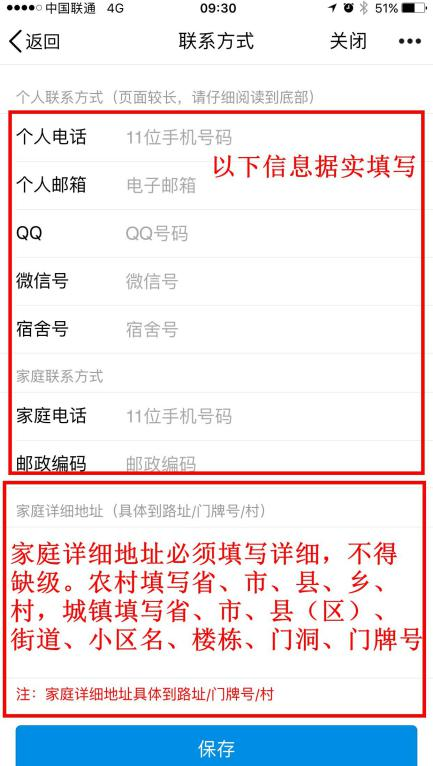 中国联通 4G 09:30 51%
返回 联系方式 关闭
个人联系方式（页面较长，请仔细阅读到底部）
个人电话 11位手机号码
以下信息据实填写
个人邮箱 电子邮箱
QQ QQ号码
微信号 微信号
宿舍号 宿舍号
家庭联系方式
家庭电话 11位手机号码
邮政编码 邮政编码
家庭详细地址（具体到路址/门牌号/村）
家庭详细地址必须填写详细，不得
缺级。农村填写省、市、县、乡、
村，城镇填写省、市、县（区）、
街道、小区名、楼栋、门洞、门牌号
注：家庭详细地址具体到路址/门牌号/村
保存